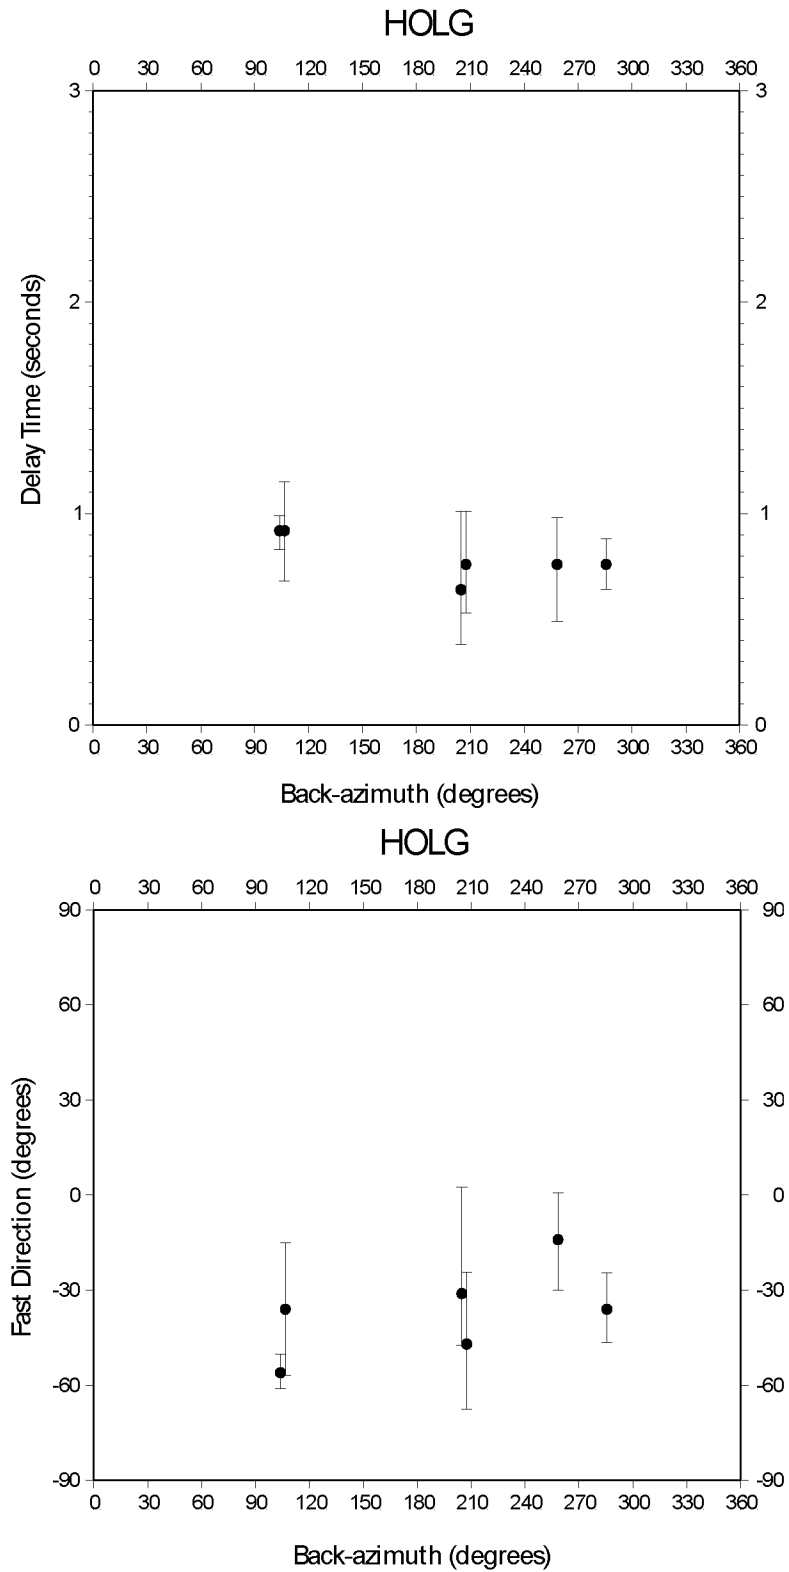 HOLG
0 30 60 90 120 150 180 210 240 270 300 330 360
3 3
2 2
Delay Time (seconds)
1 1
0 0
0 30 60 90 120 150 180 210 240 270 300 330 360
Back-azimuth (degrees)
HOLG
0 30 60 90 120 150 180 210 240 270 300 330 360
90 90
60 60
30 30
Fast Direction (degrees)
0 0
-30 -30
-60 -60
-90 -90
0 30 60 90 120 150 180 210 240 270 300 330 360
Back-azimuth (degrees)